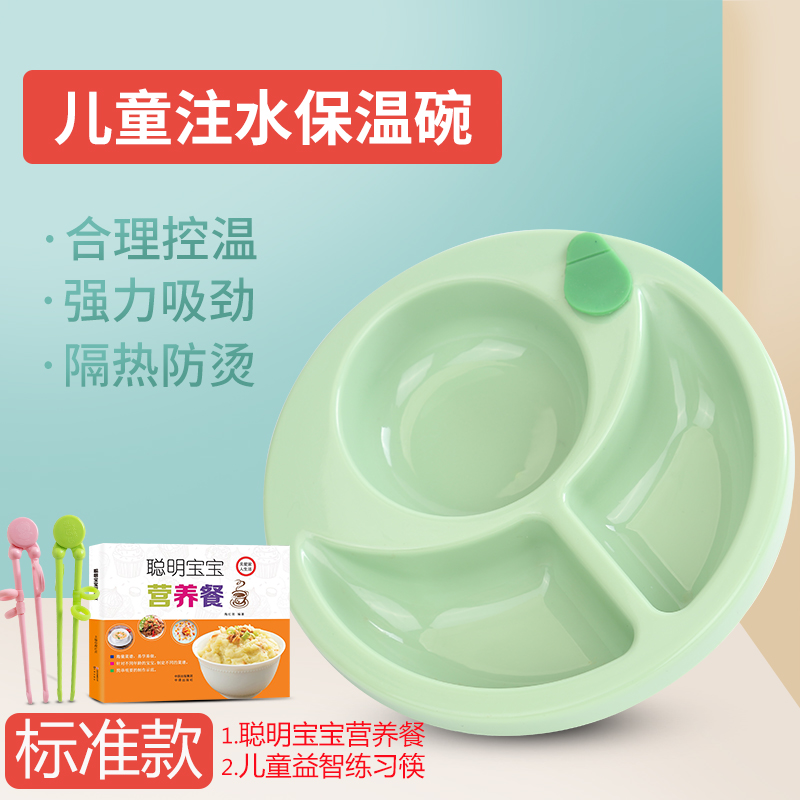 儿童注水保温碗
· 合理控温
· 强力吸劲
· 隔热防烫
聪明宝宝
营养餐
标准款
1.聪明宝宝营养餐
2.儿童益智练习筷